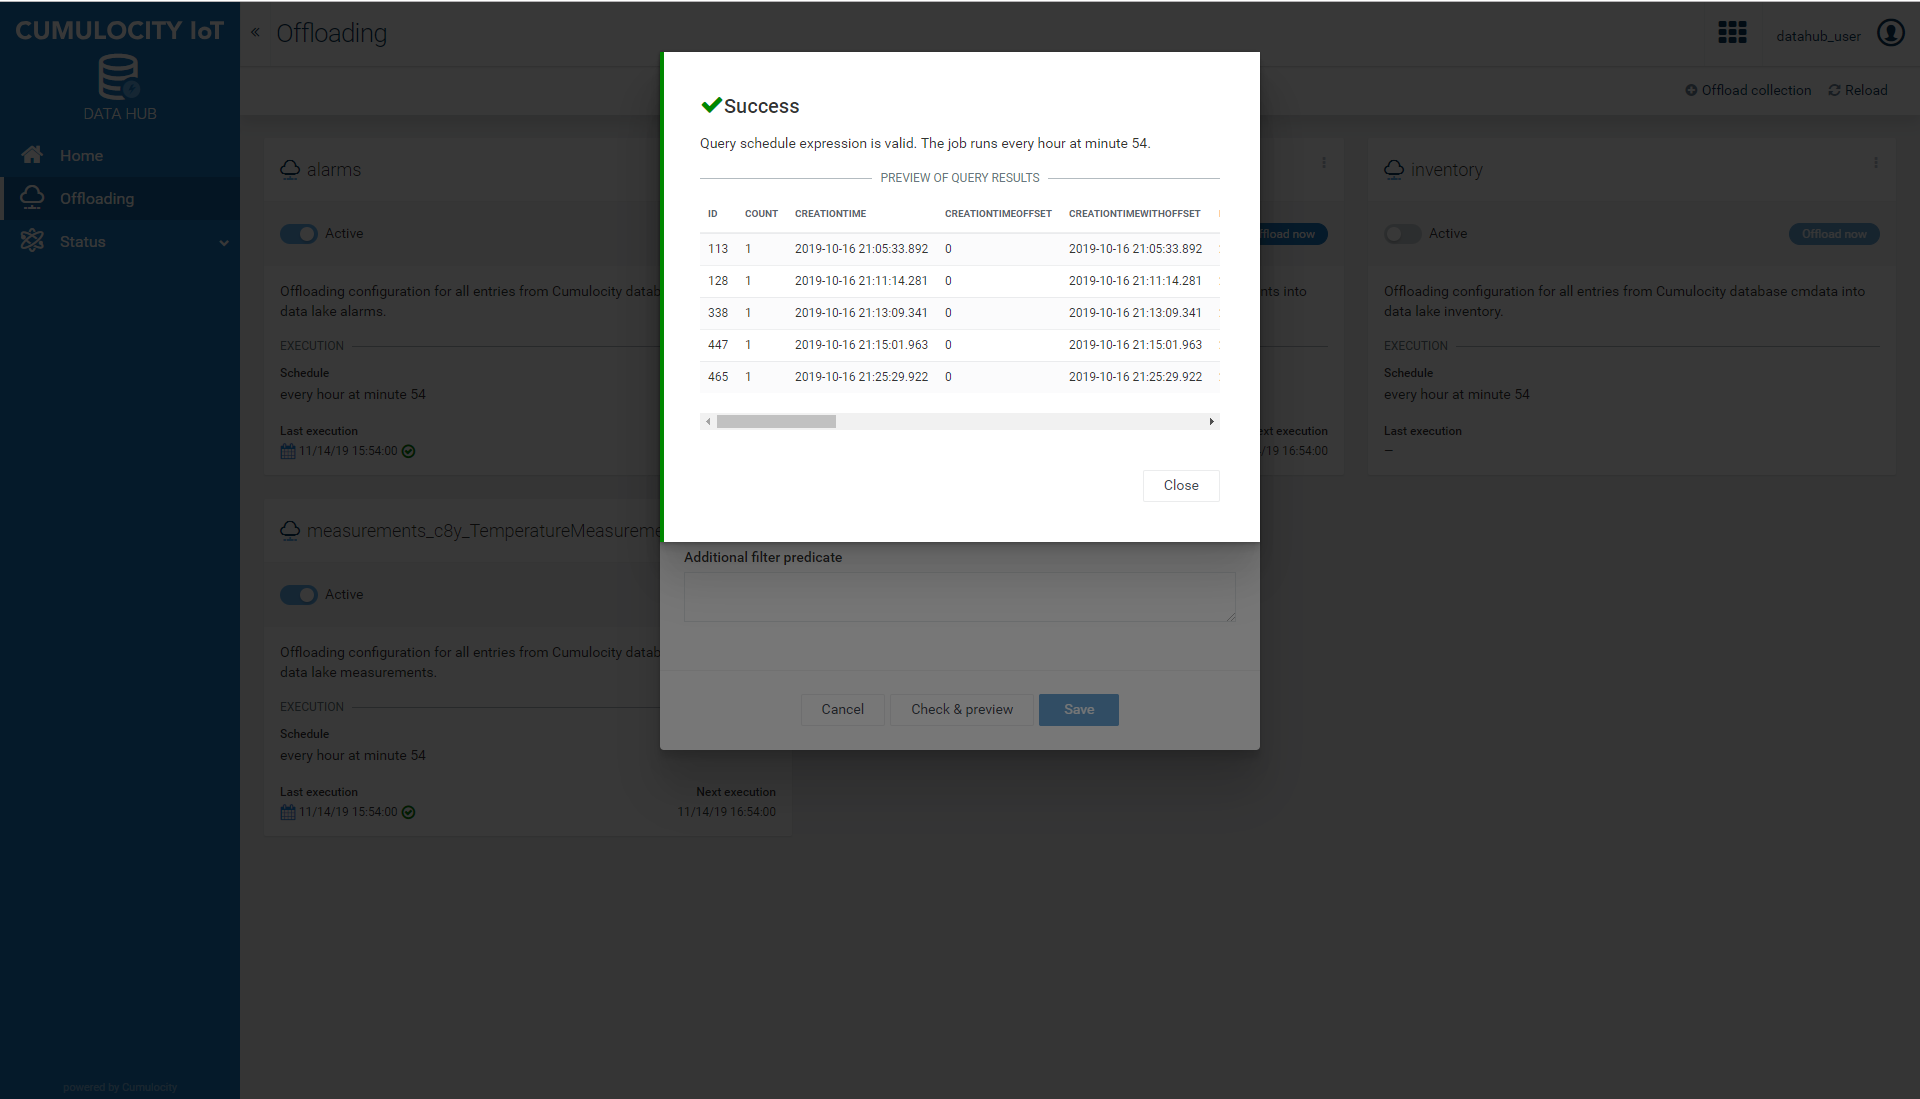 CUMULOCITY IoT
DATA HUB
Home
Offloading
Status
powered by Cumulocity
« Offloading
datahub_user
Offload collection
Reload
alarms
Active
Offloading configuration for all entries from Cumulocity datab
data lake alarms.
EXECUTION
Schedule
every hour at minute 54
Last execution
11/14/19 15:54:00
ffload now
nts into
ext execution
/19 16:54:00
inventory
Active
Offload now
Offloading configuration for all entries from Cumulocity database cmdata into
data lake inventory.
EXECUTION
Schedule
every hour at minute 54
Last execution
—
measurements_c8y_TemperatureMeasureme
Active
Offloading configuration for all entries from Cumulocity datab
data lake measurements.
EXECUTION
Schedule
every hour at minute 54
Last execution
Next execution
11/14/19 15:54:00
11/14/19 16:54:00
Success
Query schedule expression is valid. The job runs every hour at minute 54.
PREVIEW OF QUERY RESULTS
ID COUNT CREATIONTIME CREATIONTIMEOFFSET CREATIONTIMEWITHOFFSET
113 1 2019-10-16 21:05:33.892 0 2019-10-16 21:05:33.892
128 1 2019-10-16 21:11:14.281 0 2019-10-16 21:11:14.281
338 1 2019-10-16 21:13:09.341 0 2019-10-16 21:13:09.341
447 1 2019-10-16 21:15:01.963 0 2019-10-16 21:15:01.963
465 1 2019-10-16 21:25:29.922 0 2019-10-16 21:25:29.922
Close
Additional filter predicate
Cancel
Check & preview
Save